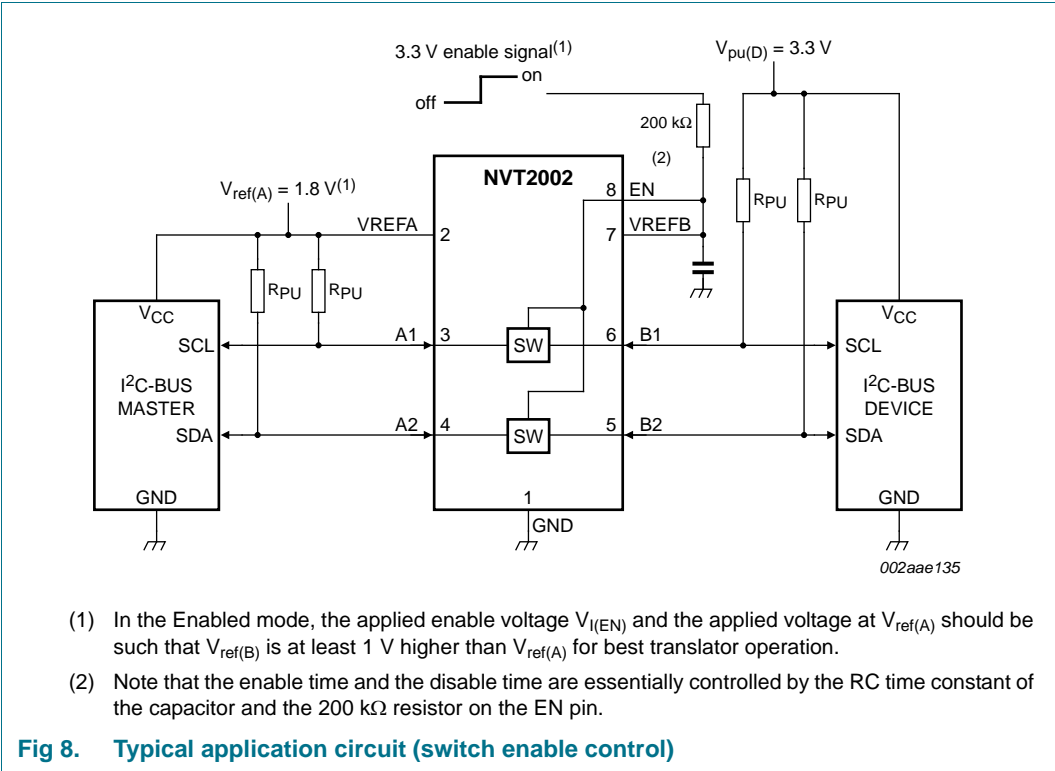 3.3 V enable signal(1)
on
off
Vpu(D) = 3.3 V
200 kΩ
(2)
NVT2002
8 EN
Vref(A) = 1.8 V(1)
RPU
RPU
VREFA
2
7
VREFB
RPU
RPU
VCC
VCC
SCL
A1
3
SW
6
B1
SCL
I2C-BUS
MASTER
I2C-BUS
DEVICE
SDA
A2
4
SW
5
B2
SDA
GND
1
GND
GND
002aae135
(1) In the Enabled mode, the applied enable voltage VI(EN) and the applied voltage at Vref(A) should be
such that Vref(B) is at least 1 V higher than Vref(A) for best translator operation.
(2) Note that the enable time and the disable time are essentially controlled by the RC time constant of
the capacitor and the 200 kΩ resistor on the EN pin.
Fig 8. Typical application circuit (switch enable control)